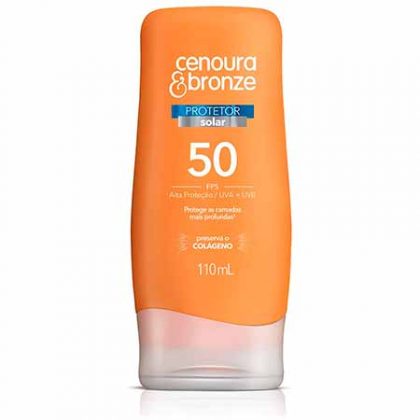 cenoura
&bronze
PROTETOR
solar
50
FPS
Alta Proteção / UVA + UVB
Protege as camadas
mais profundas
preserva o
COLÁGENO
110mL